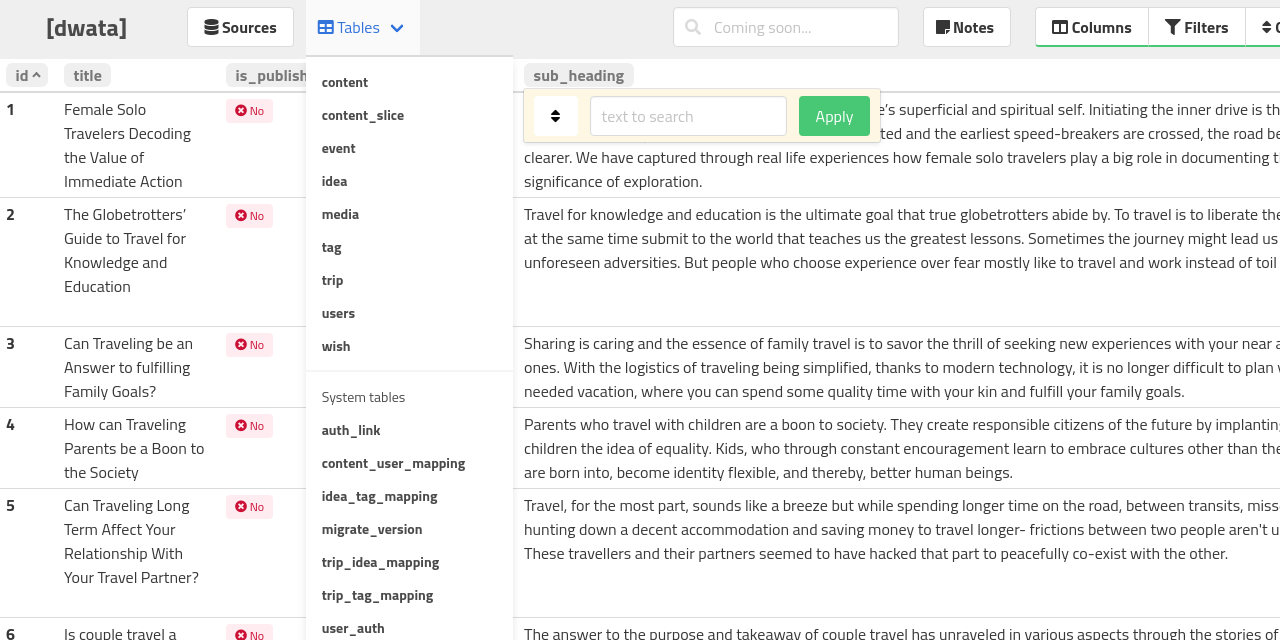 [dwata]
Sources
Tables
Coming soon...
Notes
Columns
Filters
id
title
is_publish
sub_heading
content
content_slice
event
idea
media
tag
trip
users
wish
System tables
auth_link
content_user_mapping
idea_tag_mapping
migrate_version
trip_idea_mapping
trip_tag_mapping
user_auth
text to search
Apply
1
Female Solo
Travelers Decoding
the Value of
Immediate Action
No
e's superficial and spiritual self. Initiating the inner drive is th
ted and the earliest speed-breakers are crossed, the road be
clearer. We have captured through real life experiences how female solo travelers play a big role in documenting t
significance of exploration.
2
The Globetrotters’
Guide to Travel for
Knowledge and
Education
No
Travel for knowledge and education is the ultimate goal that true globetrotters abide by. To travel is to liberate the
at the same time submit to the world that teaches us the greatest lessons. Sometimes the journey might lead us
unforeseen adversities. But people who choose experience over fear mostly like to travel and work instead of toil
3
Can Traveling be an
Answer to fulfilling
Family Goals?
No
Sharing is caring and the essence of family travel is to savor the thrill of seeking new experiences with your near a
ones. With the logistics of traveling being simplified, thanks to modern technology, it is no longer difficult to plan
needed vacation, where you can spend some quality time with your kin and fulfill your family goals.
4
How can Traveling
Parents be a Boon to
the Society
No
Parents who travel with children are a boon to society. They create responsible citizens of the future by implanting
children the idea of equality. Kids, who through constant encouragement learn to embrace cultures other than the
are born into, become identity flexible, and thereby, better human beings.
5
Can Traveling Long
Term Affect Your
Relationship With
Your Travel Partner?
No
Travel, for the most part, sounds like a breeze but while spending longer time on the road, between transits, miss
hunting down a decent accommodation and saving money to travel longer- frictions between two people aren't u
These travellers and their partners seemed to have hacked that part to peacefully co-exist with the other.
6
Is couple travel a
No
The answer to the purpose and takeaway of couple travel has unraveled in various aspects through the stories of